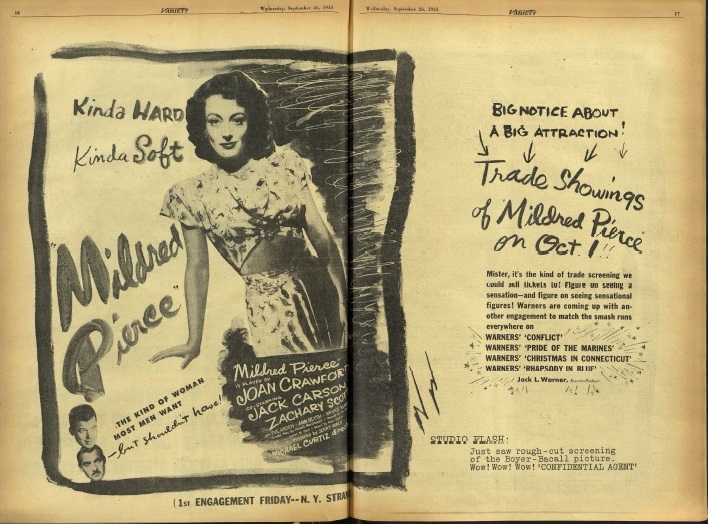 16
VARIETY
Wednesday, September 26, 1945
Kinda HARD
Kinda Soft
"Mildred
Pierce"
Mildred Pierce
IS PLAYED BY
JOAN CRAWFORD
CO-STARRING
JACK CARSON
ZACHARY SCOTT
MICHAEL CURTIZ
THE KIND OF WOMAN
MOST MEN WANT
—but shouldn't have!
(1ST ENGAGEMENT FRIDAY--N. Y. STRAN
Wednesday, September 26, 1945
VARIETY
17
BIG NOTICE ABOUT
A BIG ATTRACTION!
Trade Showings
of Mildred Pierce
on Oct. 1!!
Mister, it's the kind of trade screening we
could sell tickets to! Figure on seeing a
sensation—and figure on seeing sensational
figures! Warners are coming up with an-
other engagement to match the smash runs
everywhere on
WARNERS' 'CONFLICT'
WARNERS' 'PRIDE OF THE MARINES'
WARNERS' 'CHRISTMAS IN CONNECTICUT'
WARNERS' 'RHAPSODY IN BLUE'
Jack L. Warner,
STUDIO FLASH:
Just saw rough-cut screening
of the Boyer-Bacall picture.
Wow! Wow! Wow! 'CONFIDENTIAL AGENT'